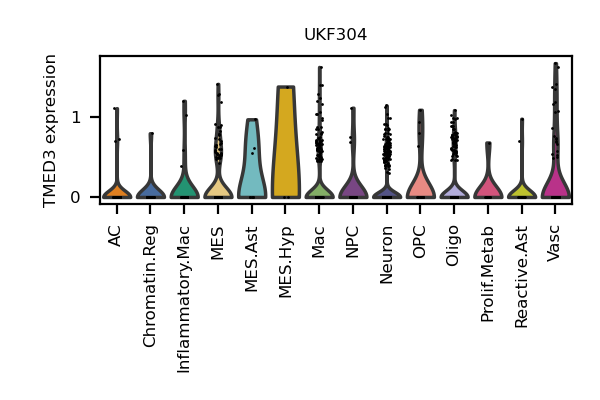 UKF304
TMED3 expression
1
0
AC
Chromatin.Reg
Inflammatory.Mac
MES
MES.Ast
MES.Hyp
Mac
NPC
Neuron
OPC
Oligo
Prolif.Metab
Reactive.Ast
Vasc